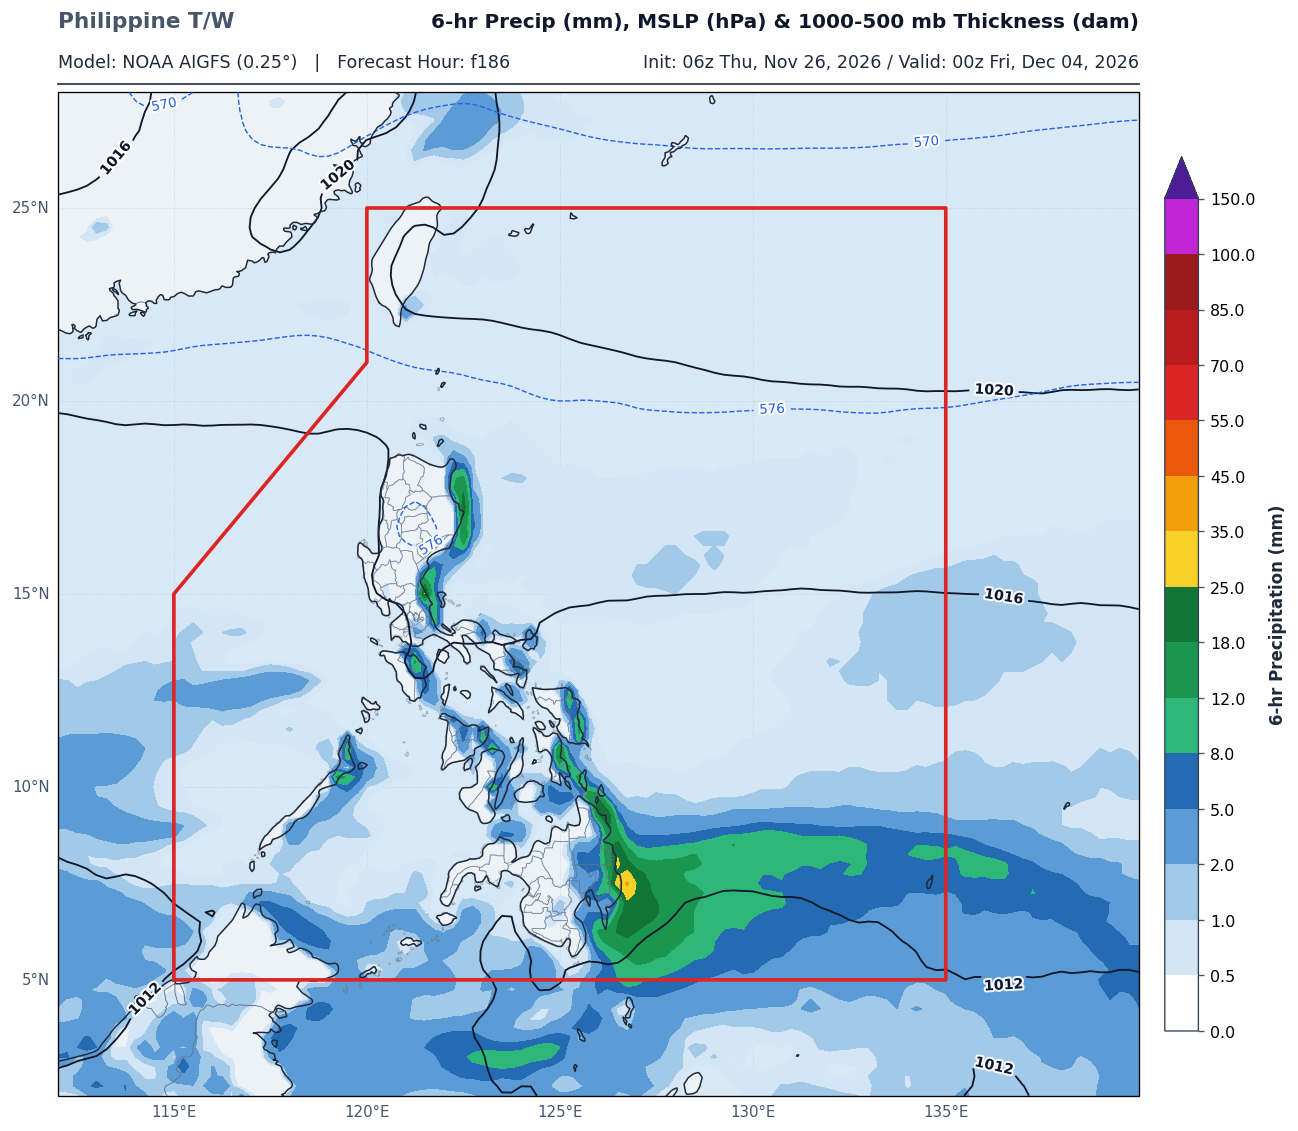 Philippine T/W
6-hr Precip (mm), MSLP (hPa) & 1000-500 mb Thickness (dam)
Model: NOAA AIGFS (0.25°) | Forecast Hour: f186
Init: 06z Thu, Nov 26, 2026 / Valid: 00z Fri, Dec 04, 2026
570
1016
1020
570
25°N
20°N
15°N
10°N
5°N
1020
576
576
1016
1012
1012
1012
115°E
120°E
125°E
130°E
135°E
150.0
100.0
85.0
70.0
55.0
45.0
35.0
25.0
18.0
12.0
8.0
5.0
2.0
1.0
0.5
0.0
6-hr Precipitation (mm)